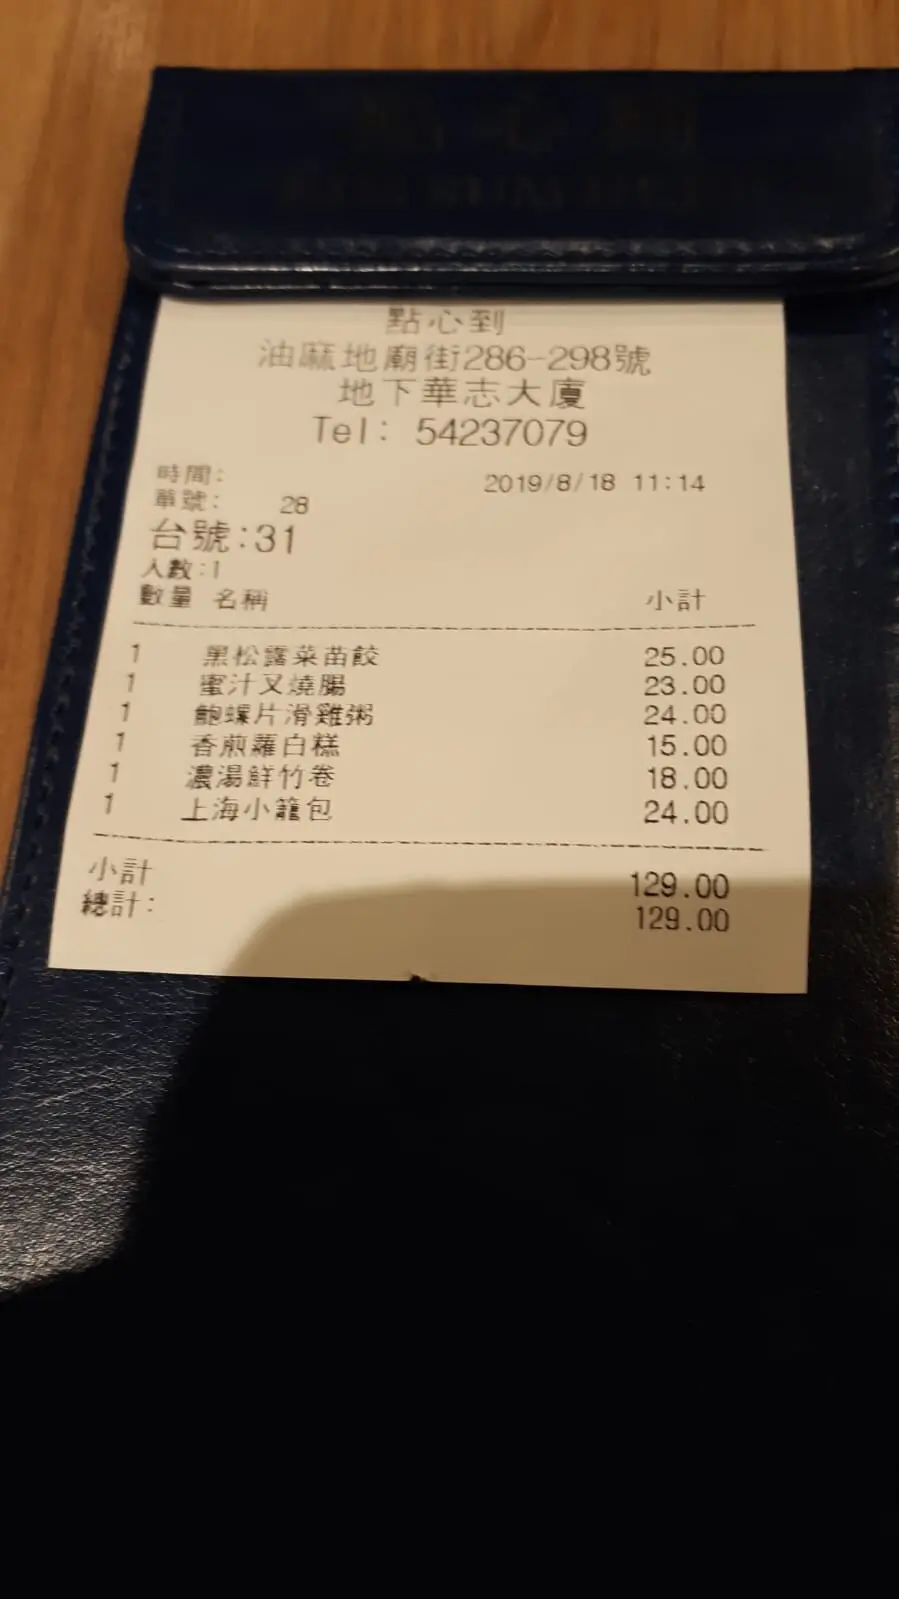 點心到
油麻地廟街286-298號
地下華志大廈
Tel: 54237079
時間: 2019/8/18 11:14
單號: 28
台號:31
人數:1
數量 名稱 小計
1 黑松露菜苗餃 25.00
1 蜜汁叉燒腸 23.00
1 鮑螺片滑雞粥 24.00
1 香煎蘿白糕 15.00
1 濃湯鮮竹卷 18.00
1 上海小籠包 24.00
小計 129.00
總計: 129.00